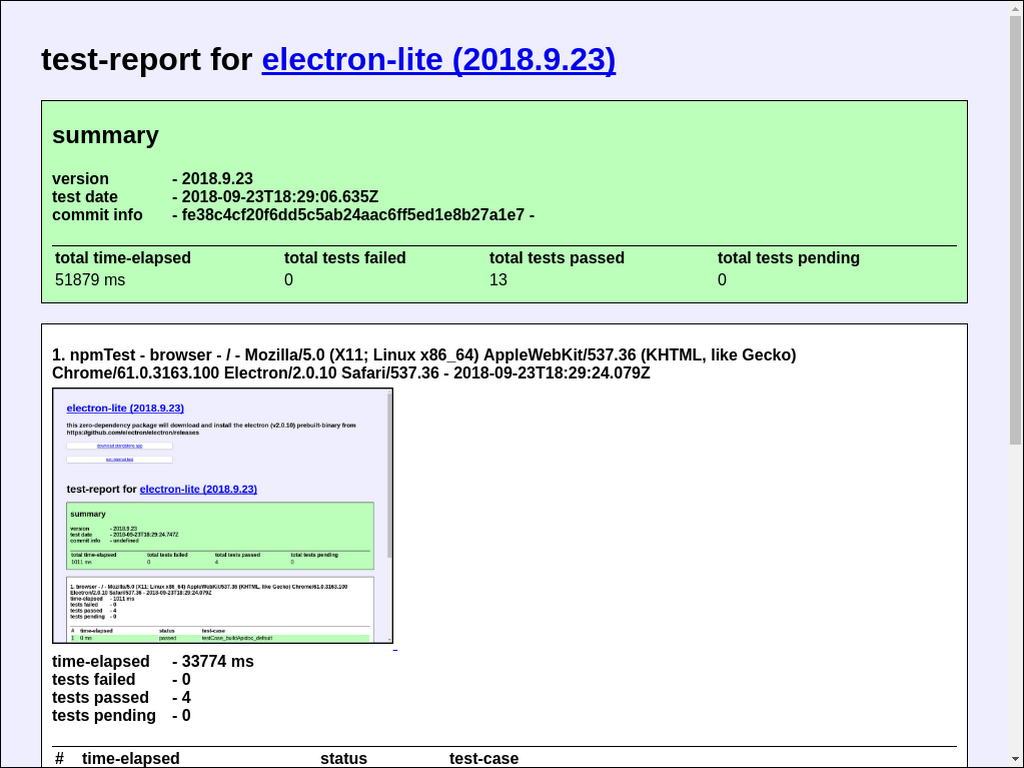 test-report for electron-lite (2018.9.23)
summary
version - 2018.9.23
test date - 2018-09-23T18:29:06.635Z
commit info - fe38c4cf20f6dd5c5ab24aac6ff5ed1e8b27a1e7 -
total time-elapsed total tests failed total tests passed total tests pending
51879 ms 0 13 0
1. npmTest - browser - / - Mozilla/5.0 (X11; Linux x86_64) AppleWebKit/537.36 (KHTML, like Gecko)
Chrome/61.0.3163.100 Electron/2.0.10 Safari/537.36 - 2018-09-23T18:29:24.079Z
electron-lite (2018.9.23)
this zero-dependency package will download and install the electron (v2.0.10) prebuilt-binary from
https://github.com/electron/electron/releases
download standalone app
run internal test
test-report for electron-lite (2018.9.23)
summary
version - 2018.9.23
test date - 2018-09-23T18:29:24.747Z
commit info - undefined
total time-elapsed total tests failed total tests passed total tests pending
1011 ms 0 4 0
1. browser - / - Mozilla/5.0 (X11; Linux x86_64) AppleWebKit/537.36 (KHTML, like Gecko) Chrome/61.0.3163.100
Electron/2.0.10 Safari/537.36 - 2018-09-23T18:29:24.079Z
time-elapsed - 1011 ms
tests failed - 0
tests passed - 4
tests pending - 0
# time-elapsed status test-case
1 0 ms passed testCase_buildApidoc_default
time-elapsed - 33774 ms
tests failed - 0
tests passed - 4
tests pending - 0
# time-elapsed status test-case